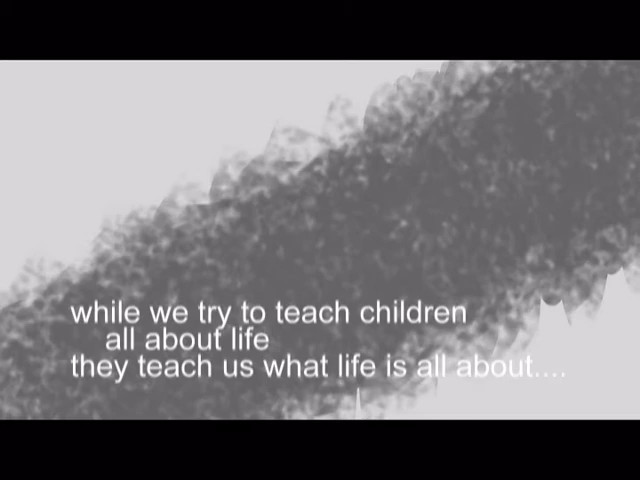 while we try to teach children
all about life
they teach us what life is all about....